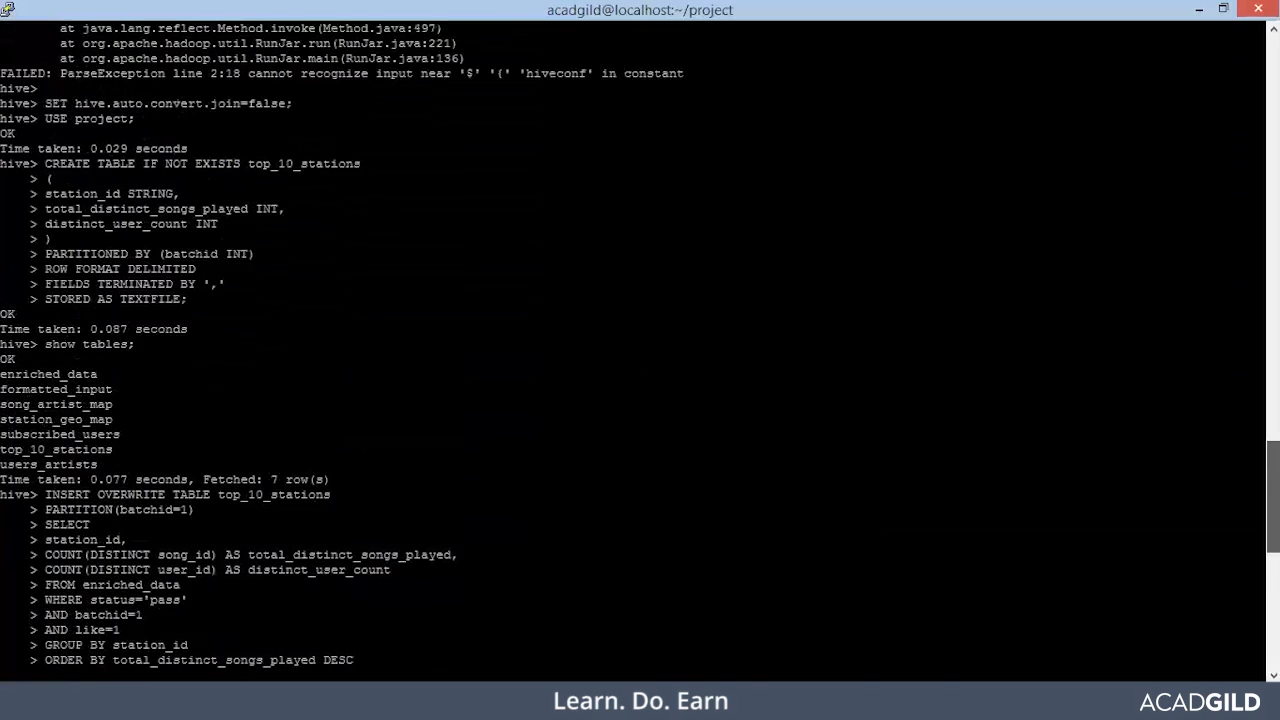 acadgild@localhost:~/project
at java.lang.reflect.Method.invoke(Method.java:497)
at org.apache.hadoop.util.RunJar.run(RunJar.java:221)
at org.apache.hadoop.util.RunJar.main(RunJar.java:136)
FAILED: ParseException line 2:18 cannot recognize input near '$' '{' 'hiveconf' in constant
hive>
hive> SET hive.auto.convert.join=false;
hive> USE project;
OK
Time taken: 0.029 seconds
hive> CREATE TABLE IF NOT EXISTS top_10_stations
> (
> station_id STRING,
> total_distinct_songs_played INT,
> distinct_user_count INT
> )
> PARTITIONED BY (batchid INT)
> ROW FORMAT DELIMITED
> FIELDS TERMINATED BY ','
> STORED AS TEXTFILE;
OK
Time taken: 0.087 seconds
hive> show tables;
OK
enriched_data
formatted_input
song_artist_map
station_geo_map
subscribed_users
top_10_stations
users_artists
Time taken: 0.077 seconds, Fetched: 7 row(s)
hive> INSERT OVERWRITE TABLE top_10_stations
> PARTITION(batchid=1)
> SELECT
> station_id,
> COUNT(DISTINCT song_id) AS total_distinct_songs_played,
> COUNT(DISTINCT user_id) AS distinct_user_count
> FROM enriched_data
> WHERE status='pass'
> AND batchid=1
> AND like=1
> GROUP BY station_id
> ORDER BY total_distinct_songs_played DESC
Learn. Do. Earn
ACADGILD